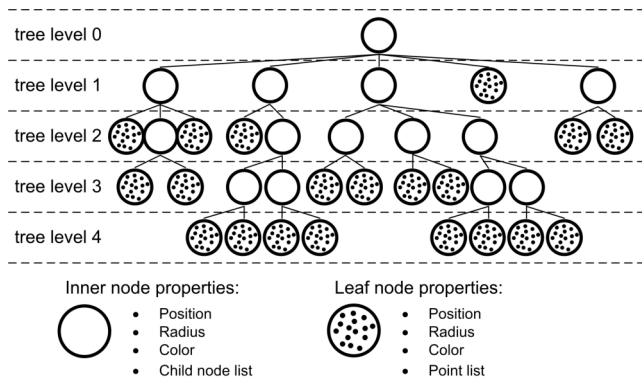 tree level 0
tree level 1
tree level 2
tree level 3
tree level 4
Inner node properties:
• Position
• Radius
• Color
• Child node list
Leaf node properties:
• Position
• Radius
• Color
• Point list